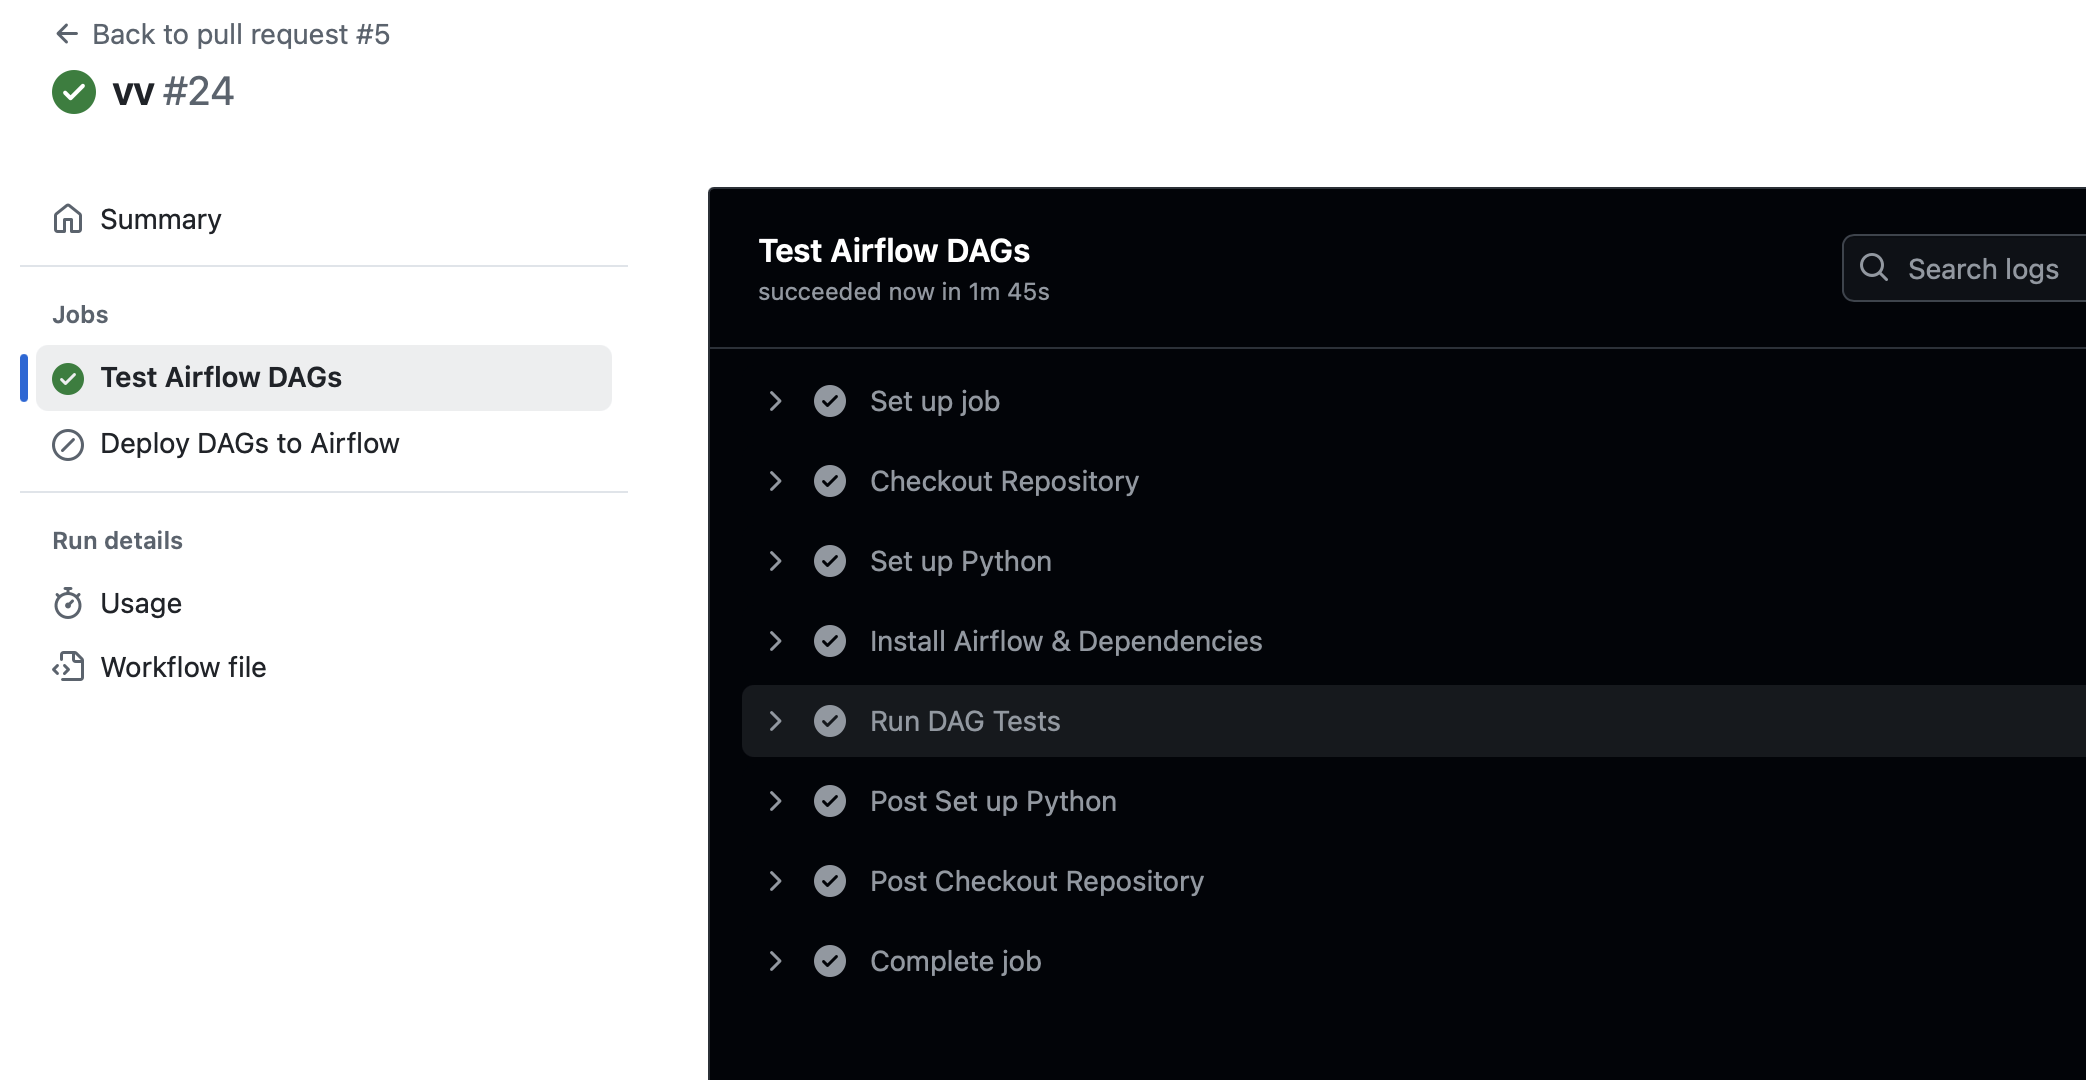 Back to pull request #5
vv #24
Summary
Jobs
Test Airflow DAGs
Deploy DAGs to Airflow
Run details
Usage
Workflow file
Test Airflow DAGs
succeeded now in 1m 45s
Search logs
Set up job
Checkout Repository
Set up Python
Install Airflow & Dependencies
Run DAG Tests
Post Set up Python
Post Checkout Repository
Complete job